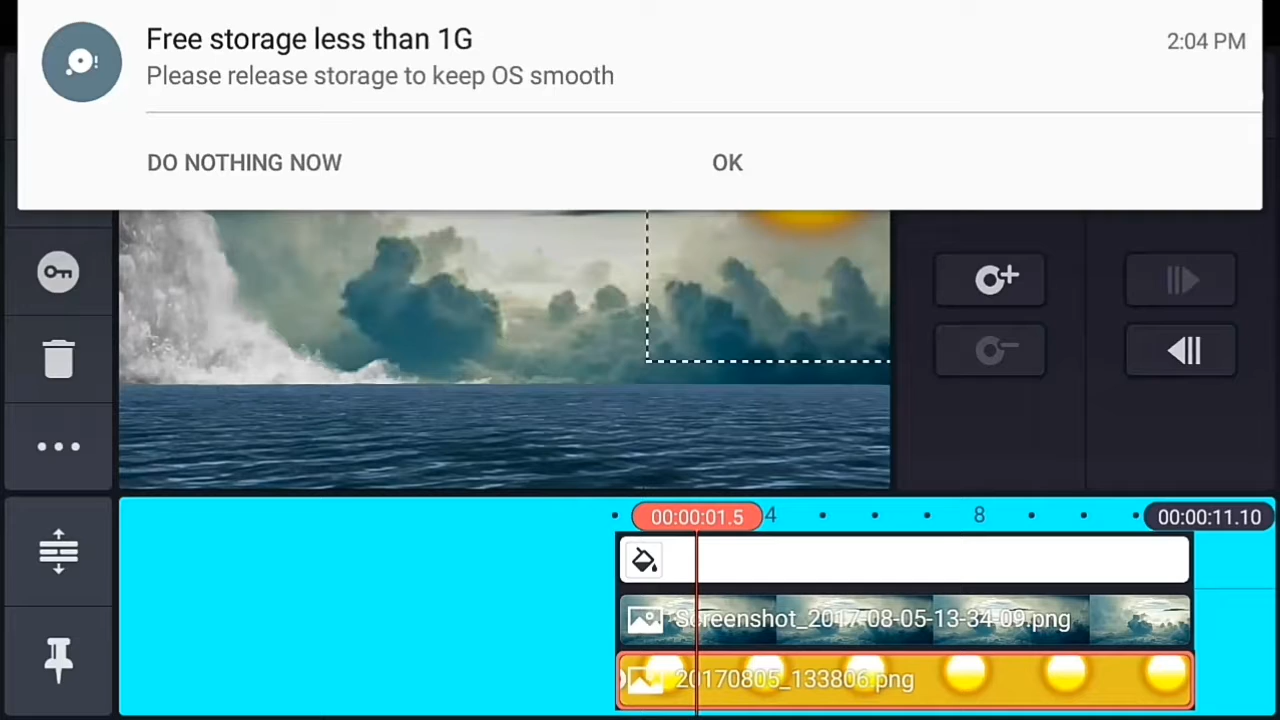 Free storage less than 1G
2:04 PM
Please release storage to keep OS smooth
DO NOTHING NOW
OK
00:00:01.5
4
8
00:00:11.10
Screenshot_2017-08-05-13-34-09.png
20170805_133806.png